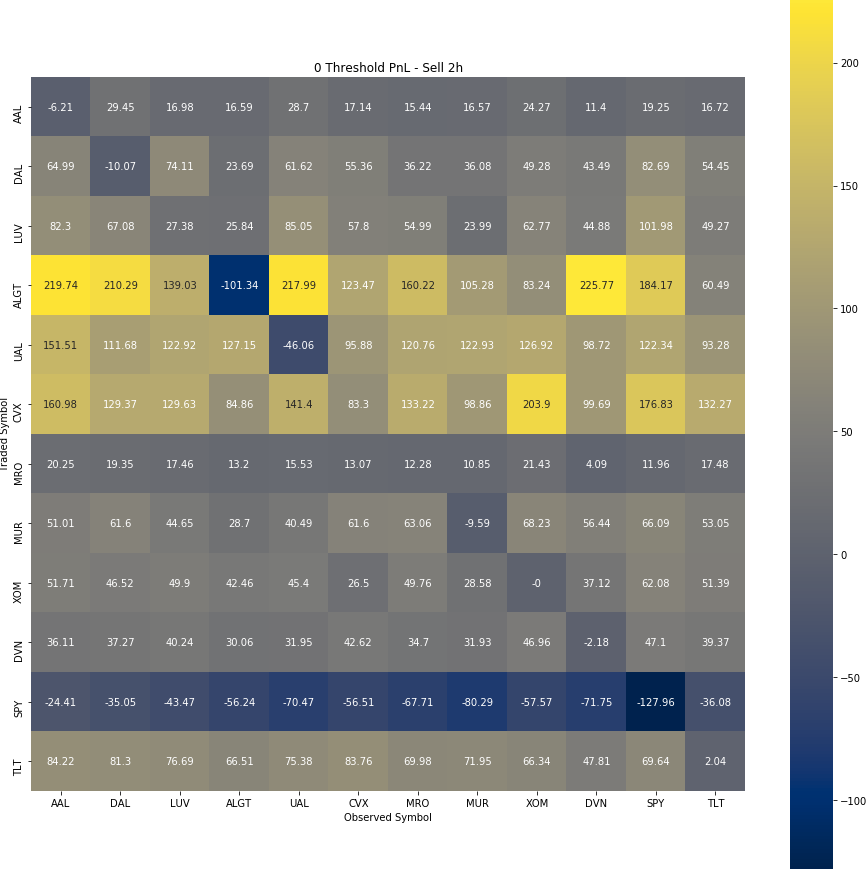 0 Threshold PnL - Sell 2h
AAL -6.21 29.45 16.98 16.59 28.7 17.14 15.44 16.57 24.27 11.4 19.25 16.72
DAL 64.99 -10.07 74.11 23.69 61.62 55.36 36.22 36.08 49.28 43.49 82.69 54.45
LUV 82.3 67.08 27.38 25.84 85.05 57.8 54.99 23.99 62.77 44.88 101.98 49.27
ALGT 219.74 210.29 139.03 -101.34 217.99 123.47 160.22 105.28 83.24 225.77 184.17 60.49
UAL 151.51 111.68 122.92 127.15 -46.06 95.88 120.76 122.93 126.92 98.72 122.34 93.28
CVX 160.98 129.37 129.63 84.86 141.4 83.3 133.22 98.86 203.9 99.69 176.83 132.27
MRO 20.25 19.35 17.46 13.2 15.53 13.07 12.28 10.85 21.43 4.09 11.96 17.48
MUR 51.01 61.6 44.65 28.7 40.49 61.6 63.06 -9.59 68.23 56.44 66.09 53.05
XOM 51.71 46.52 49.9 42.46 45.4 26.5 49.76 28.58 -0 37.12 62.08 51.39
DVN 36.11 37.27 40.24 30.06 31.95 42.62 34.7 31.93 46.96 -2.18 47.1 39.37
SPY -24.41 -35.05 -43.47 -56.24 -70.47 -56.51 -67.71 -80.29 -57.57 -71.75 -127.96 -36.08
TLT 84.22 81.3 76.69 66.51 75.38 83.76 69.98 71.95 66.34 47.81 69.64 2.04
AAL DAL LUV ALGT UAL CVX MRO MUR XOM DVN SPY TLT
Observed Symbol
Traded Symbol
200
150
100
50
0
−50
−100